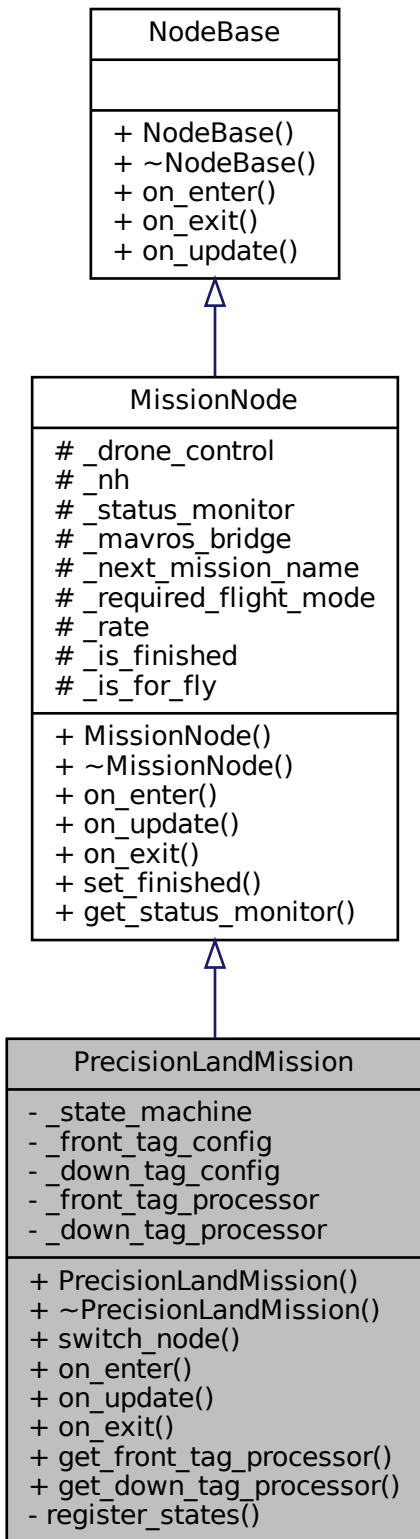 NodeBase
+ NodeBase()
+ ~NodeBase()
+ on_enter()
+ on_exit()
+ on_update()
MissionNode
# _drone_control
# _nh
# _status_monitor
# _mavros_bridge
# _next_mission_name
# _required_flight_mode
# _rate
# _is_finished
# _is_for_fly
+ MissionNode()
+ ~MissionNode()
+ on_enter()
+ on_update()
+ on_exit()
+ set_finished()
+ get_status_monitor()
PrecisionLandMission
- _state_machine
- _front_tag_config
- _down_tag_config
- _front_tag_processor
- _down_tag_processor
+ PrecisionLandMission()
+ ~PrecisionLandMission()
+ switch_node()
+ on_enter()
+ on_update()
+ on_exit()
+ get_front_tag_processor()
+ get_down_tag_processor()
- register_states()